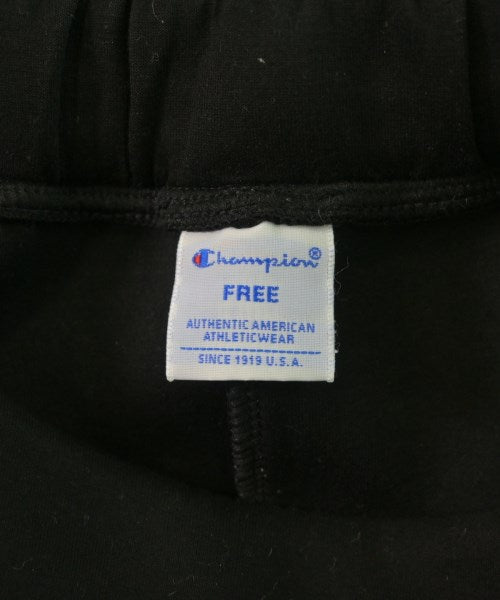 Champion®
FREE
AUTHENTIC AMERICAN
ATHLETICWEAR
SINCE 1919 U.S.A.